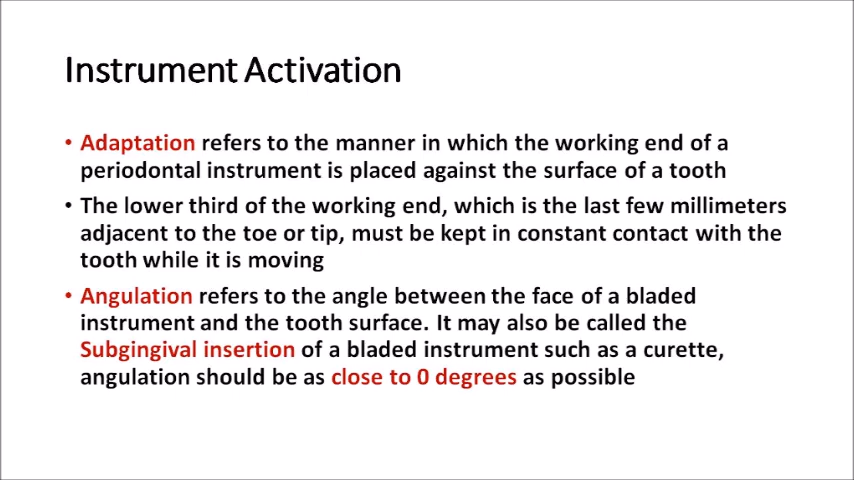 Instrument Activation
• Adaptation refers to the manner in which the working end of a
periodontal instrument is placed against the surface of a tooth
• The lower third of the working end, which is the last few millimeters
adjacent to the toe or tip, must be kept in constant contact with the
tooth while it is moving
• Angulation refers to the angle between the face of a bladed
instrument and the tooth surface. It may also be called the
Subgingival insertion of a bladed instrument such as a curette,
angulation should be as close to 0 degrees as possible